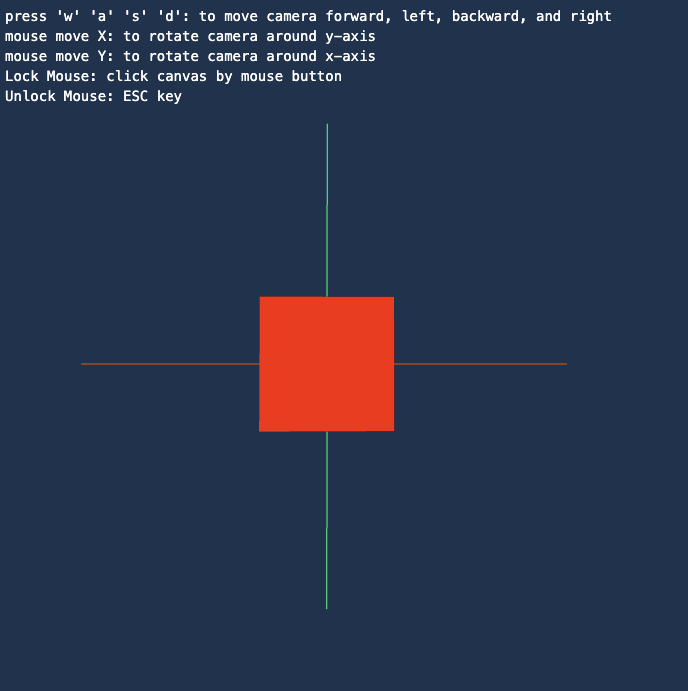 press 'w' 'a' 's' 'd': to move camera forward, left, backward, and right
mouse move X: to rotate camera around y-axis
mouse move Y: to rotate camera around x-axis
Lock Mouse: click canvas by mouse button
Unlock Mouse: ESC key